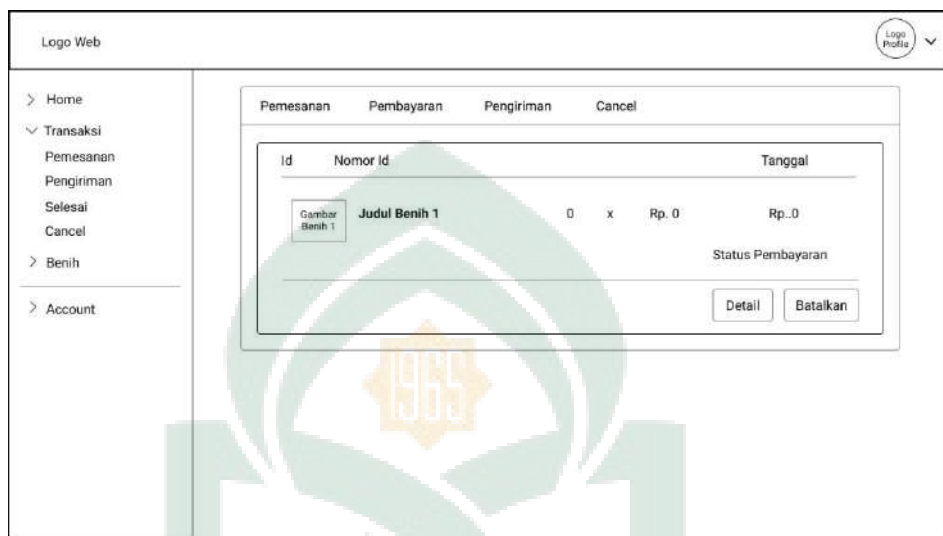 Logo Web
Logo
Profile
Home
Transaksi
Pemesanan
Pengiriman
Selesai
Cancel
Benih
Account
Pemesanan Pembayaran Pengiriman Cancel
Id Nomor Id Tanggal
Gambar
Benih 1
Judul Benih 1 0 x Rp. 0 Rp..0
Status Pembayaran
Detail Batalkan
1965